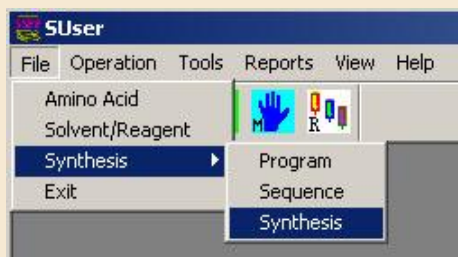 SUser
File Operation Tools Reports View Help
Amino Acid
Solvent/Reagent
Synthesis
Exit
M R
Program
Sequence
Synthesis